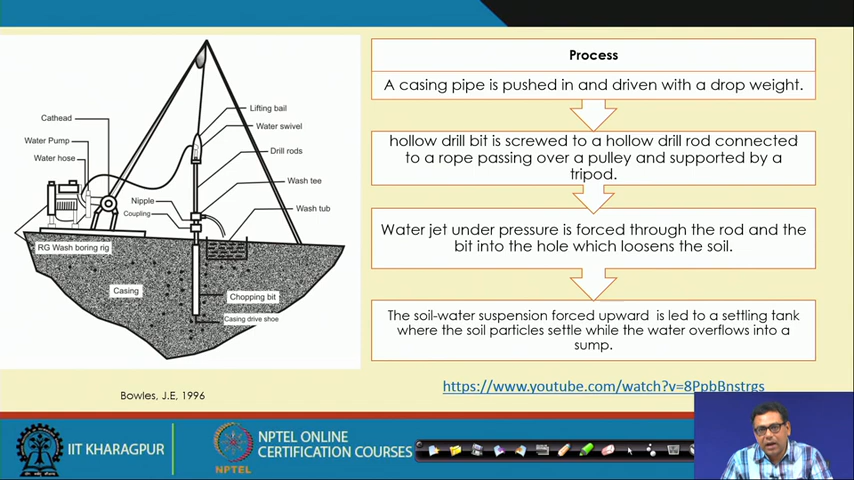 Process
A casing pipe is pushed in and driven with a drop weight.
hollow drill bit is screwed to a hollow drill rod connected
to a rope passing over a pulley and supported by a
tripod.
Water jet under pressure is forced through the rod and the
bit into the hole which loosens the soil.
The soil-water suspension forced upward is led to a settling tank
where the soil particles settle while the water overflows into a
sump.
https://www.youtube.com/watch?v=8PpbBnstrgs
Cathead
Water Pump
Water hose
Nipple
Coupling
RG Wash boring rig
Casing
Lifting bail
Water swivel
Drill rods
Wash tee
Wash tub
Chopping bit
Casing drive shoe
Bowles, J.E, 1996
IIT KHARAGPUR
NPTEL
NPTEL ONLINE
CERTIFICATION COURSES